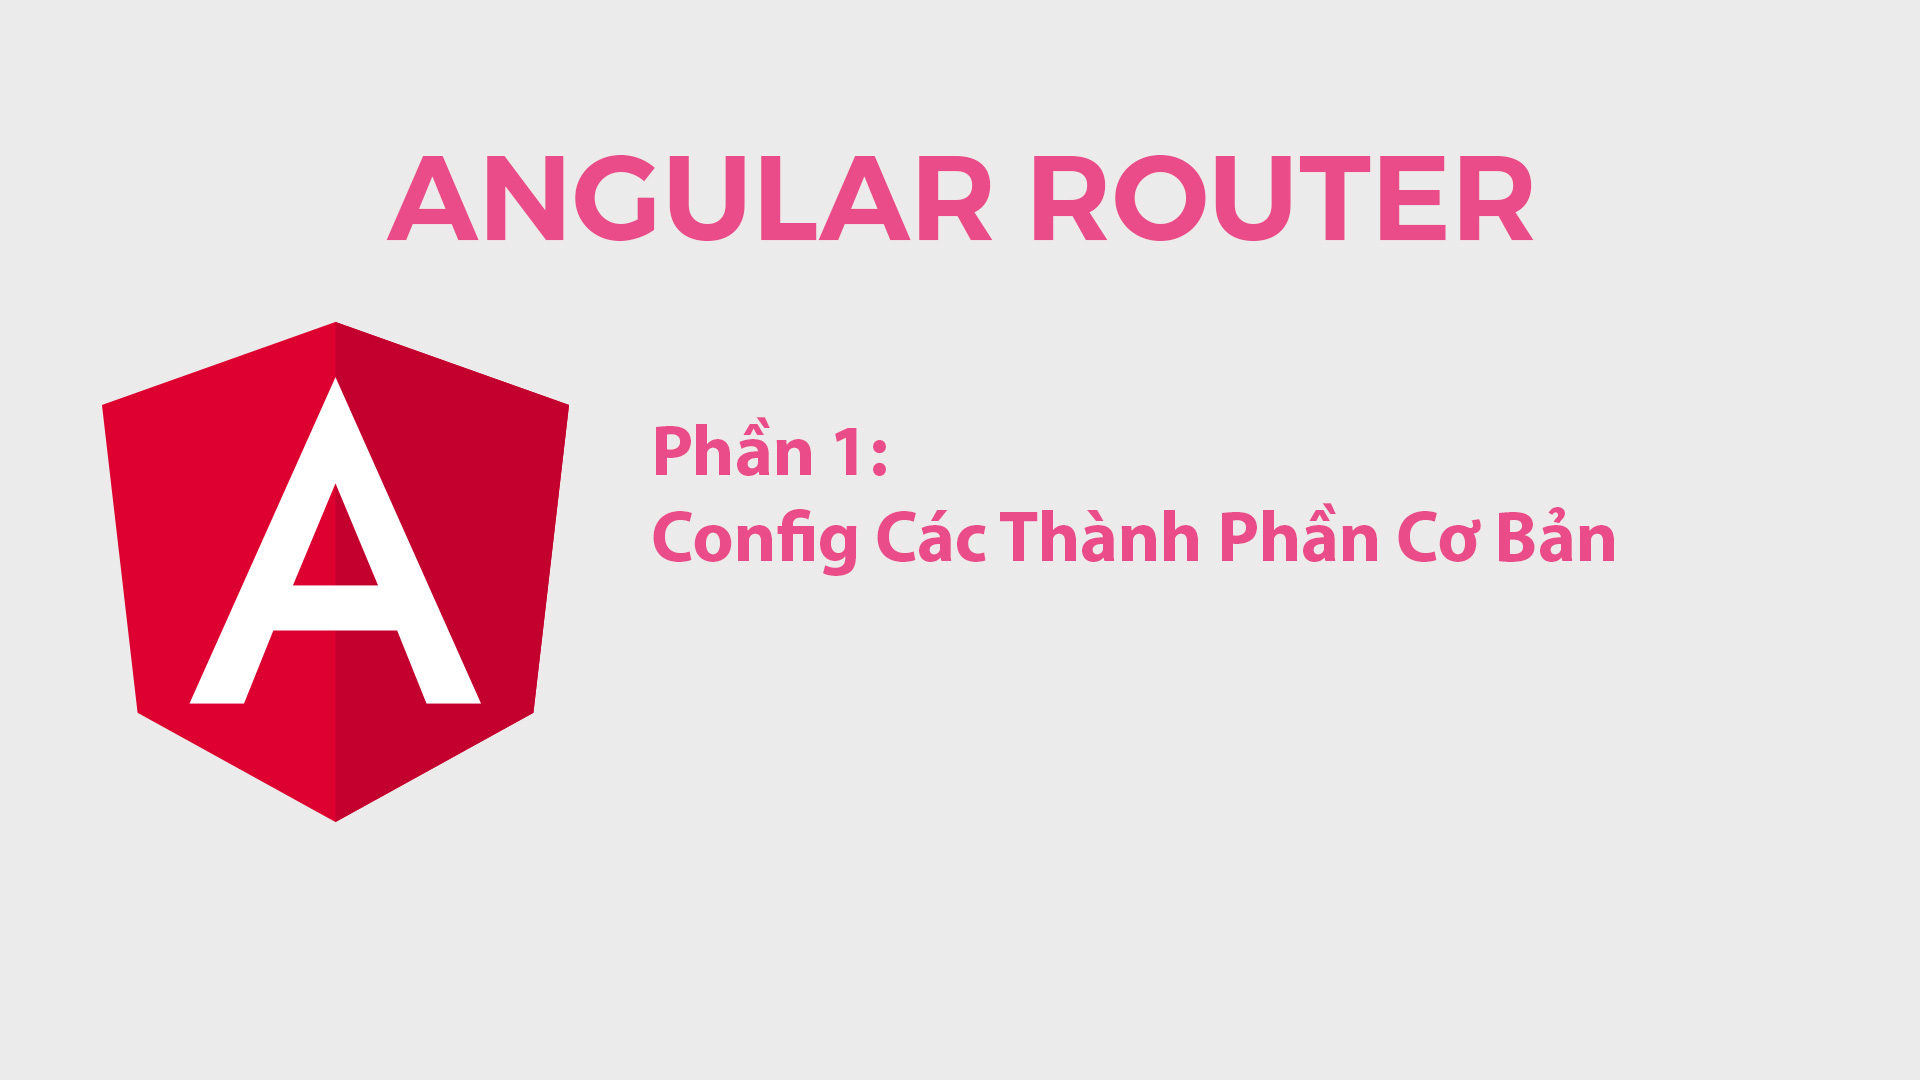 ANGULAR ROUTER
Phần 1:
Config Các Thành Phần Cơ Bản